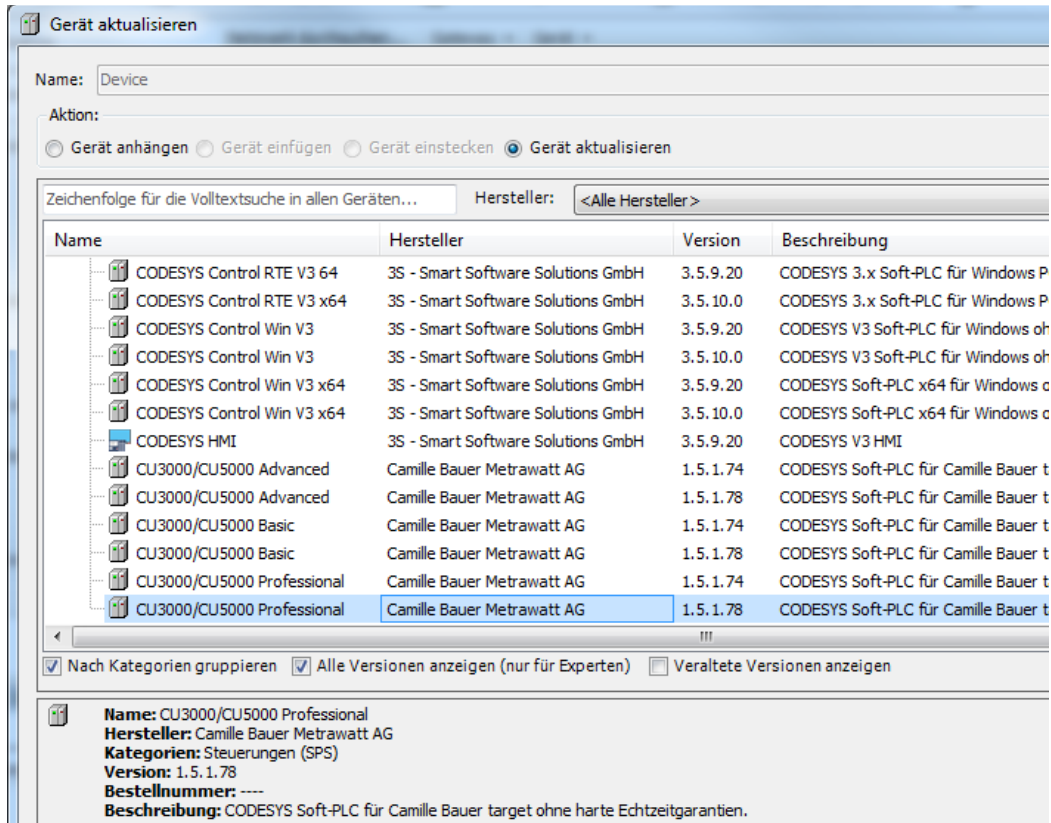 Gerät aktualisieren
Name: Device
Aktion:
Gerät anhängen Gerät einfügen Gerät einstecken Gerät aktualisieren
Zeichenfolge für die Volltextsuche in allen Geräten... Hersteller: <Alle Hersteller>
Name Hersteller Version Beschreibung
CODESYS Control RTE V3 64 3S - Smart Software Solutions GmbH 3.5.9.20 CODESYS 3.x Soft-PLC für Windows P
CODESYS Control RTE V3 x64 3S - Smart Software Solutions GmbH 3.5.10.0 CODESYS 3.x Soft-PLC für Windows P
CODESYS Control Win V3 3S - Smart Software Solutions GmbH 3.5.9.20 CODESYS V3 Soft-PLC für Windows oh
CODESYS Control Win V3 3S - Smart Software Solutions GmbH 3.5.10.0 CODESYS V3 Soft-PLC für Windows oh
CODESYS Control Win V3 x64 3S - Smart Software Solutions GmbH 3.5.9.20 CODESYS Soft-PLC x64 für Windows o
CODESYS Control Win V3 x64 3S - Smart Software Solutions GmbH 3.5.10.0 CODESYS Soft-PLC x64 für Windows o
CODESYS HMI 3S - Smart Software Solutions GmbH 3.5.9.20 CODESYS V3 HMI
CU3000/CU5000 Advanced Camille Bauer Metrawatt AG 1.5.1.74 CODESYS Soft-PLC für Camille Bauer t
CU3000/CU5000 Advanced Camille Bauer Metrawatt AG 1.5.1.78 CODESYS Soft-PLC für Camille Bauer t
CU3000/CU5000 Basic Camille Bauer Metrawatt AG 1.5.1.74 CODESYS Soft-PLC für Camille Bauer t
CU3000/CU5000 Basic Camille Bauer Metrawatt AG 1.5.1.78 CODESYS Soft-PLC für Camille Bauer t
CU3000/CU5000 Professional Camille Bauer Metrawatt AG 1.5.1.74 CODESYS Soft-PLC für Camille Bauer t
CU3000/CU5000 Professional Camille Bauer Metrawatt AG 1.5.1.78 CODESYS Soft-PLC für Camille Bauer t
Nach Kategorien gruppieren Alle Versionen anzeigen (nur für Experten) Veraltete Versionen anzeigen
Name: CU3000/CU5000 Professional
Hersteller: Camille Bauer Metrawatt AG
Kategorien: Steuerungen (SPS)
Version: 1.5.1.78
Bestellnummer: ----
Beschreibung: CODESYS Soft-PLC für Camille Bauer target ohne harte Echtzeitgarantien.